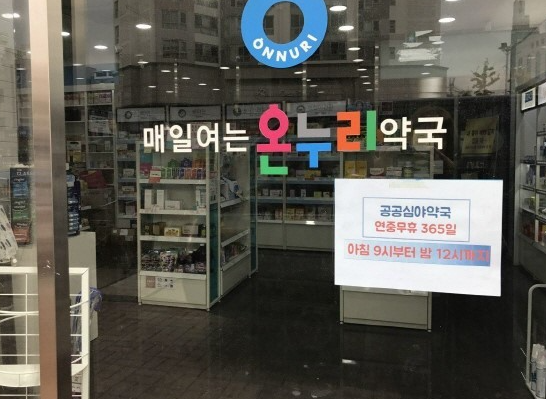 ONNURI
매일여는 온누리약국
공공심야약국
연중무휴 365일
아침 9시부터 밤 12시까지